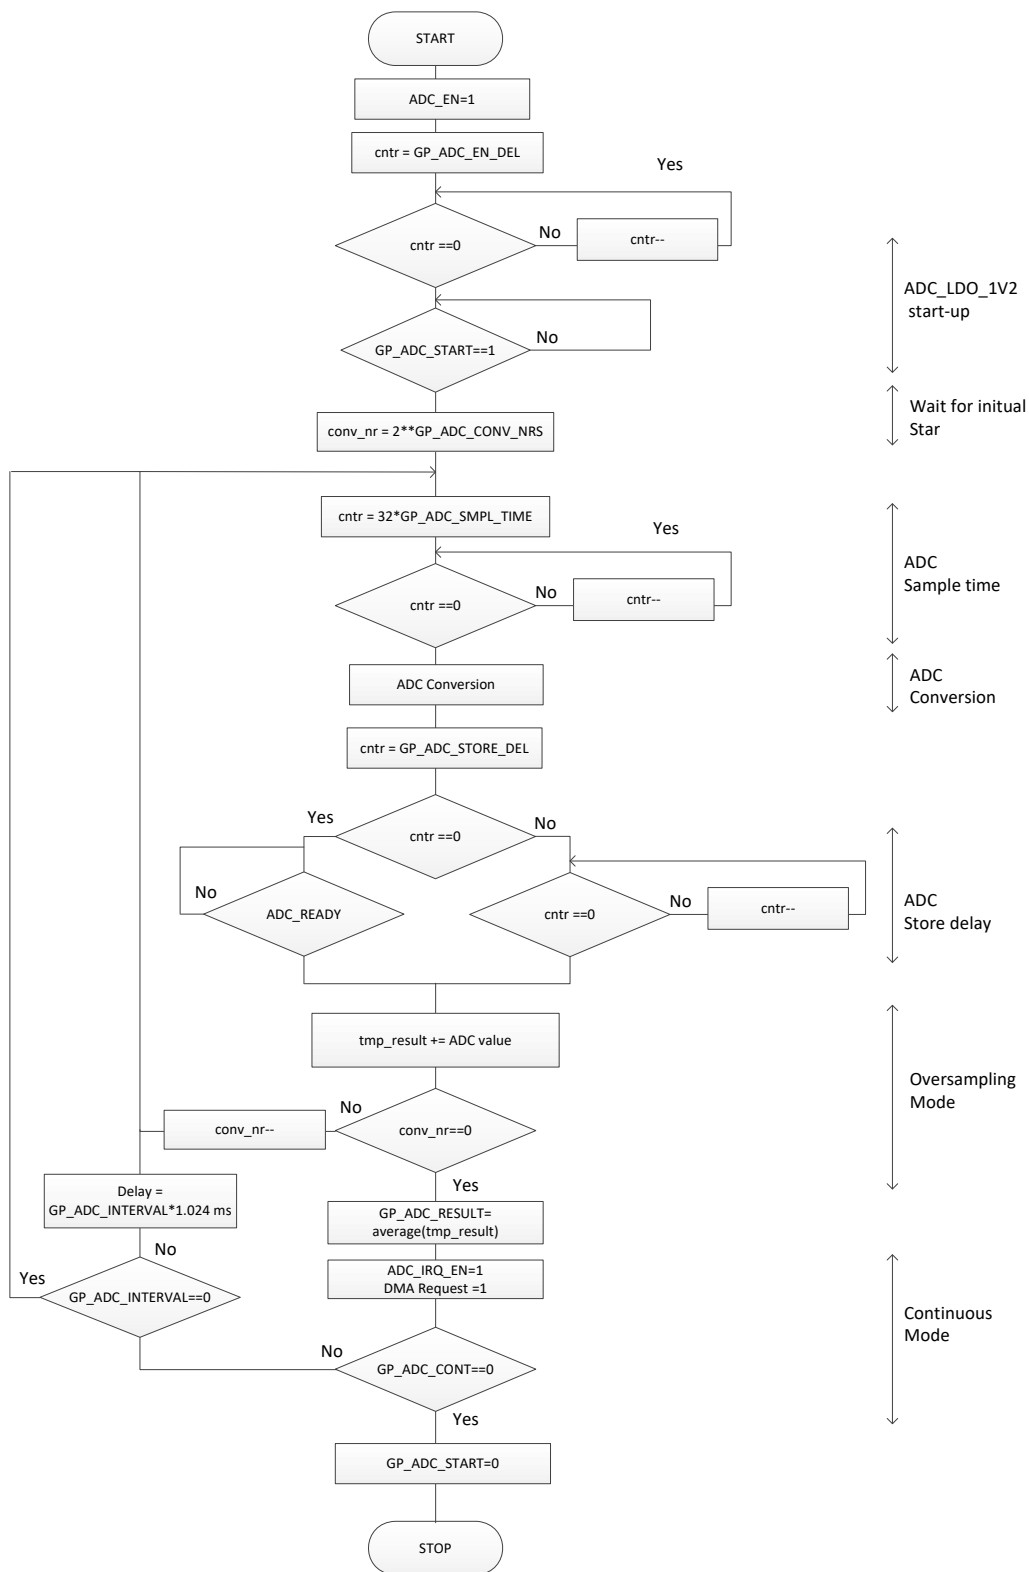 START
ADC_EN=1
cntr = GP_ADC_EN_DEL
Yes
cntr ==0
No
cntr--
ADC_LDO_1V2
start-up
GP_ADC_START==1
No
Wait for initual
Star
conv_nr = 2**GP_ADC_CONV_NRS
cntr = 32*GP_ADC_SMPL_TIME
Yes
cntr ==0
No
cntr--
ADC
Sample time
ADC Conversion
ADC
Conversion
cntr = GP_ADC_STORE_DEL
Yes
cntr ==0
No
No
ADC_READY
cntr ==0
No
cntr--
ADC
Store delay
tmp_result += ADC value
Oversampling
Mode
conv_nr--
No
conv_nr==0
Yes
Delay =
GP_ADC_INTERVAL*1.024 ms
GP_ADC_RESULT=
average(tmp_result)
No
Yes
GP_ADC_INTERVAL==0
ADC_IRQ_EN=1
DMA Request =1
Continuous
Mode
No
GP_ADC_CONT==0
Yes
GP_ADC_START=0
STOP